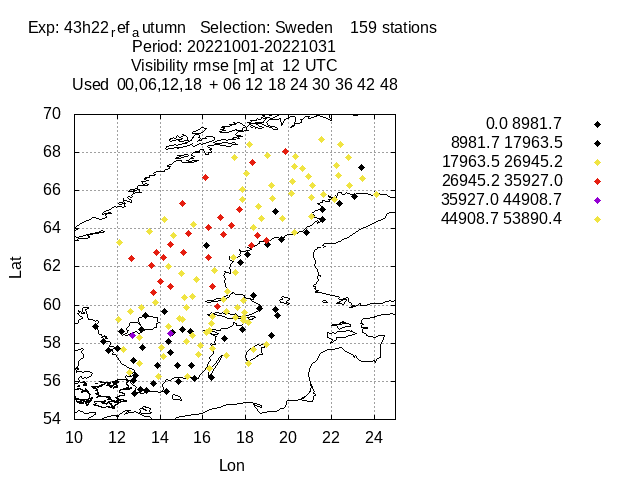 Exp: 43h22refautumn Selection: Sweden 159 stations
Period: 20221001-20221031
Visibility rmse [m] at 12 UTC
Used 00,06,12,18 + 06 12 18 24 30 36 42 48
0.0 8981.7
8981.7 17963.5
17963.5 26945.2
26945.2 35927.0
35927.0 44908.7
44908.7 53890.4
Lat
70
68
66
64
62
60
58
56
54
10 12 14 16 18 20 22 24
Lon